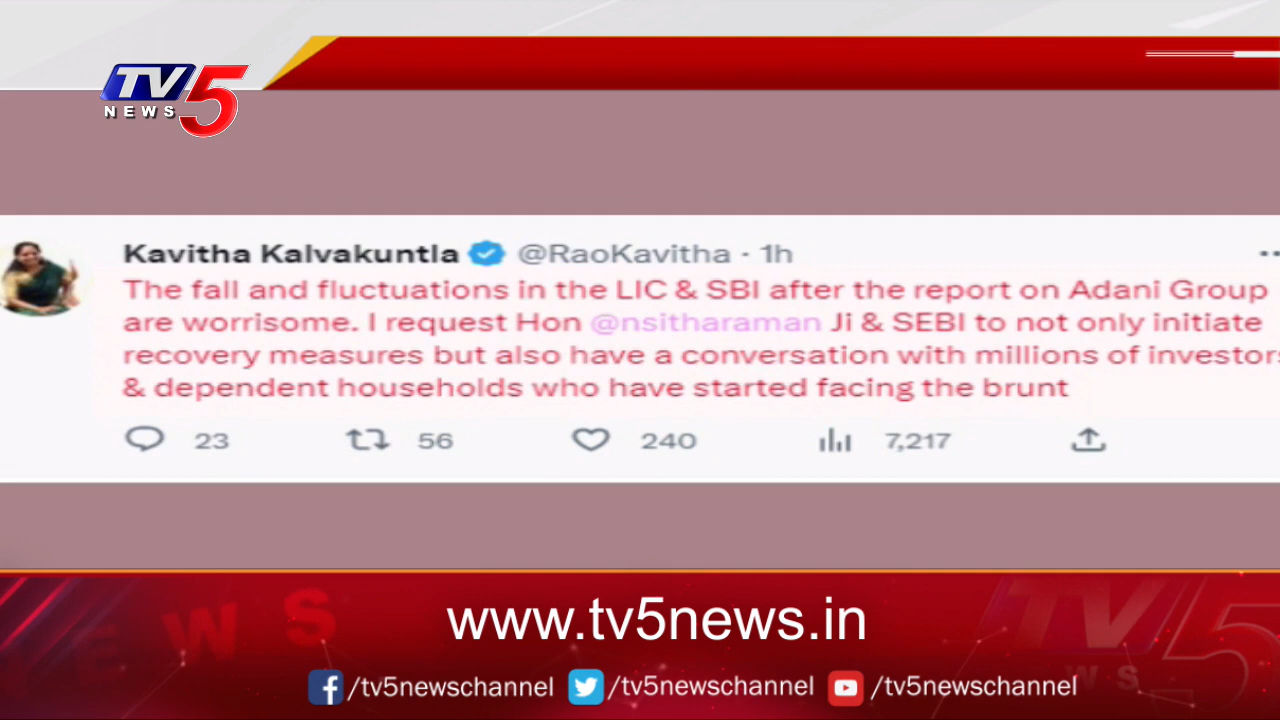 TV5
NEWS
Kavitha Kalvakuntla @RaoKavitha · 1h
The fall and fluctuations in the LIC & SBI after the report on Adani Group
are worrisome. I request Hon @nsitharaman Ji & SEBI to not only initiate
recovery measures but also have a conversation with millions of investors
& dependent households who have started facing the brunt
23 56 240 7,217
NEWS
TV5
WS
www.tv5news.in
/tv5newschannel /tv5newschannel /tv5newschannel